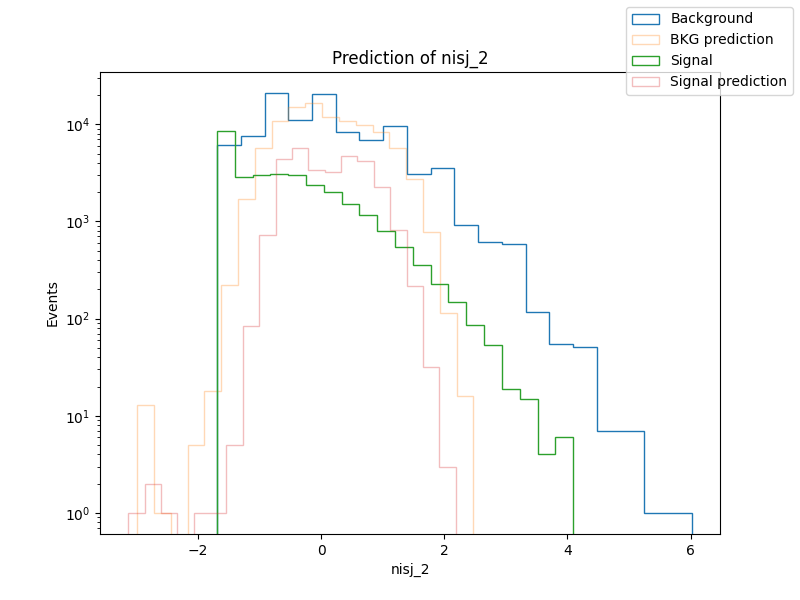 Prediction of nisj_2
Background
BKG prediction
Signal
Signal prediction
Events
10⁴
10³
10²
10¹
10⁰
−2
0
2
4
6
nisj_2